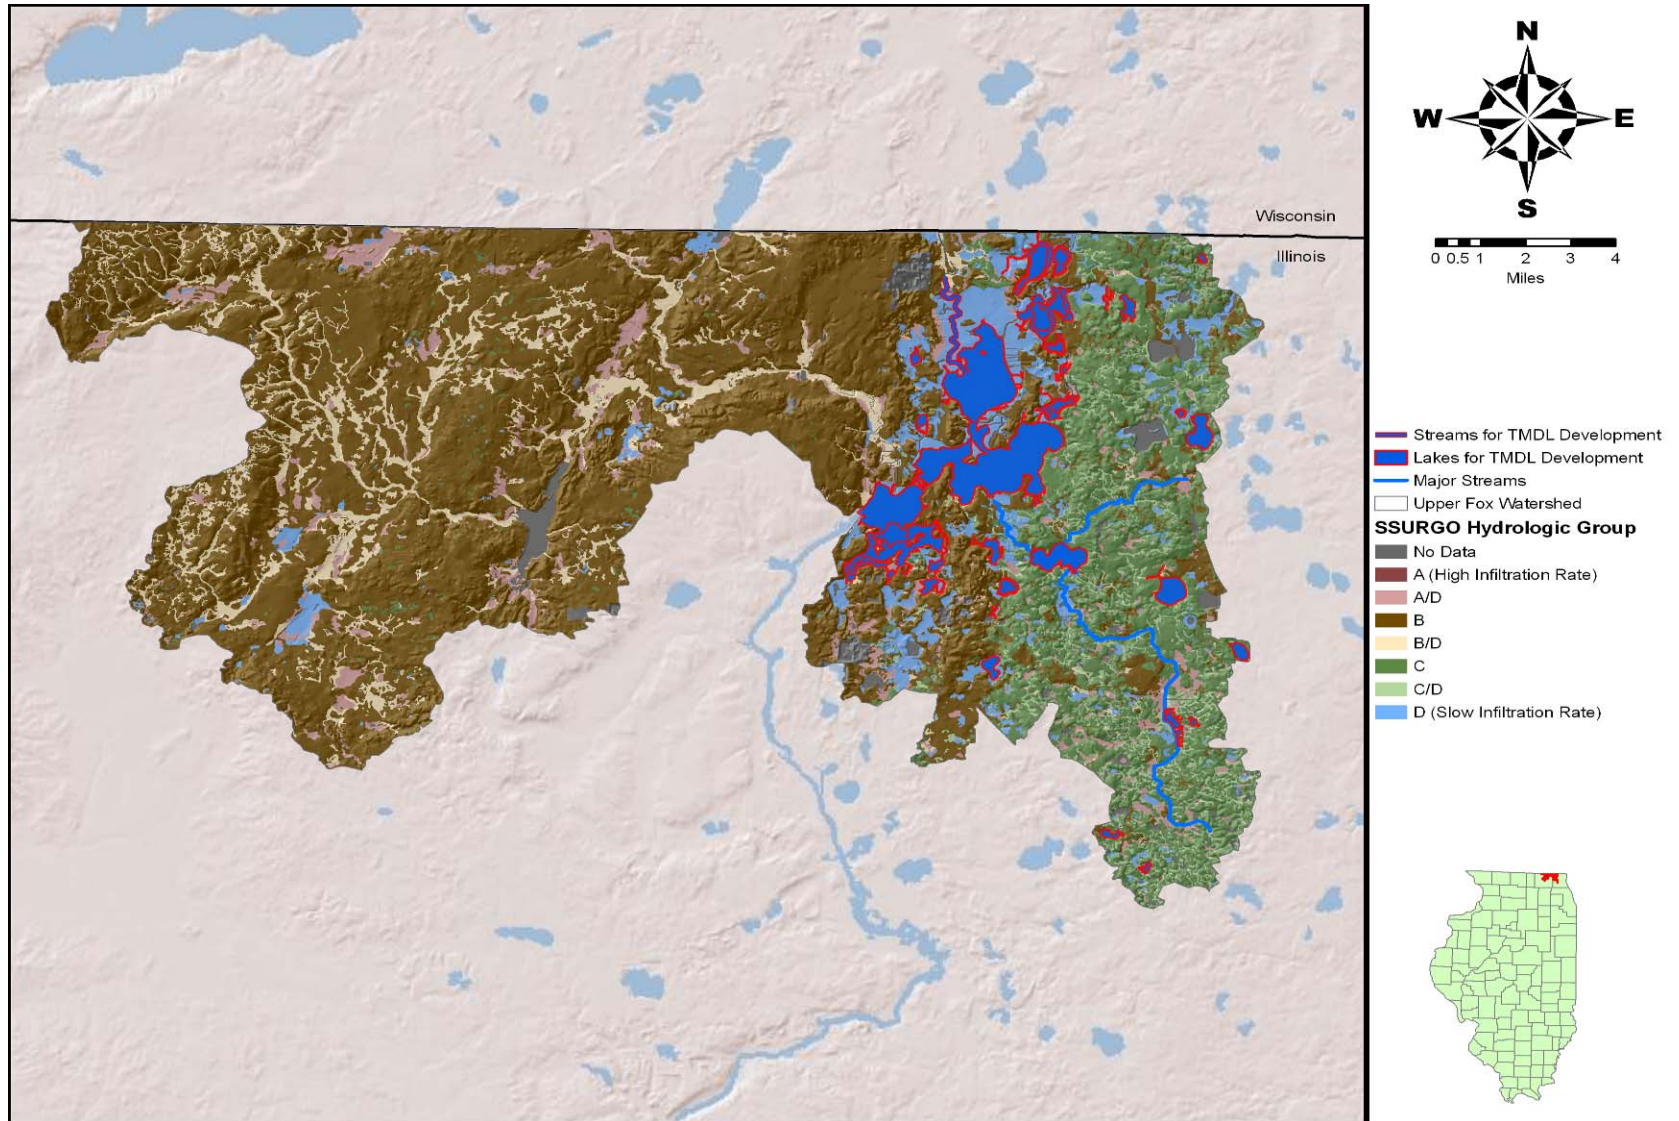 N
W E
S
Wisconsin
Illinois
0 0.5 1 2 3 4
Miles
Streams for TMDL Development
Lakes for TMDL Development
Major Streams
Upper Fox Watershed
SSURGO Hydrologic Group
No Data
A (High Infiltration Rate)
A/D
B
B/D
C
C/D
D (Slow Infiltration Rate)